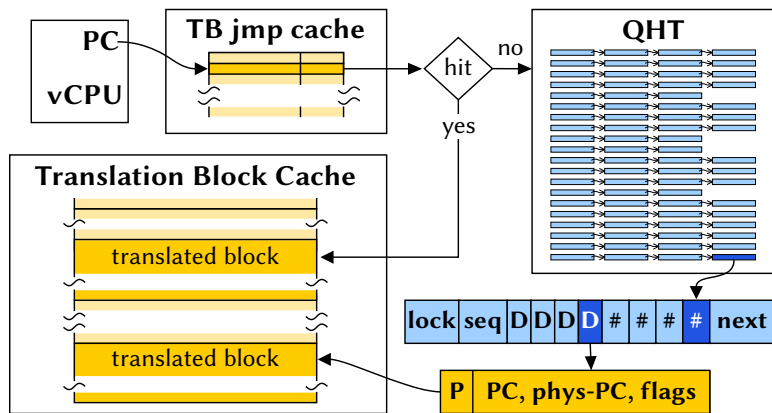 PC
vCPU
TB jmp cache
hit
no
yes
QHT
Translation Block Cache
translated block
translated block
lock seq D D D D # # # # next
P PC, phys-PC, flags